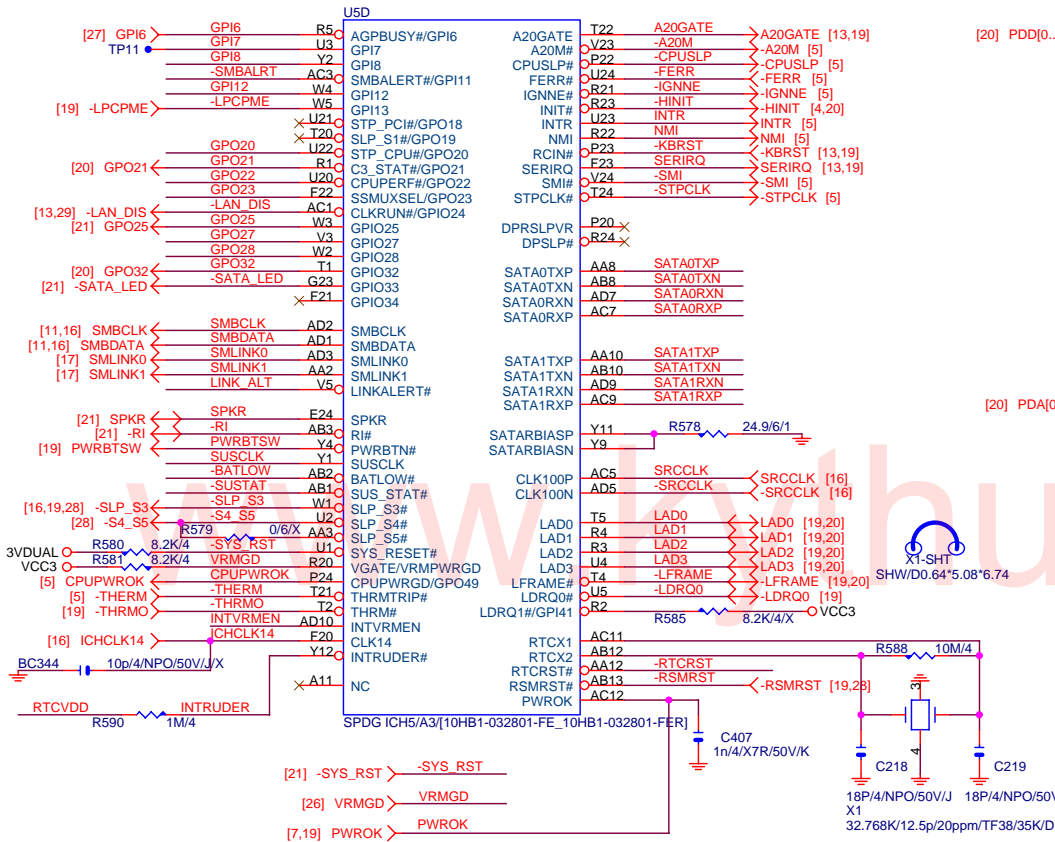 U5D
[27] GPI6 GPI6 R5 AGPBUSY#/GPI6
TP11 GPI7 U3 GPI7
GPI8 Y2 GPI8
-SMBALRT AC3 SMBALERT#/GPI11
GPI12 W4 GPI12
[19] -LPCPME -LPCPME W5 GPI13
U21 STP_PCI#/GPO18
T20 SLP_S1#/GPO19
GPO20 U22 STP_CPU#/GPO20
[20] GPO21 GPO21 R1 C3_STAT#/GPO21
GPO22 U20 CPUPERF#/GPO22
GPO23 F22 SSMUXSEL/GPO23
[13,29] -LAN_DIS -LAN_DIS AC1 CLKRUN#/GPIO24
[21] GPO25 GPO25 W3 GPIO25
GPO27 V3 GPIO27
GPO28 W2 GPIO28
[20] GPO32 GPO32 T1 GPIO32
[21] -SATA_LED -SATA_LED G23 GPIO33
F21 GPIO34
[11,16] SMBCLK SMBCLK AD2 SMBCLK
[11,16] SMBDATA SMBDATA AD1 SMBDATA
[17] SMLINK0 SMLINK0 AD3 SMLINK0
[17] SMLINK1 SMLINK1 AA2 SMLINK1
LINK_ALT V5 LINKALERT#
[21] SPKR SPKR E24 SPKR
[21] -RI -RI AB3 RI#
[19] PWRBTSW PWRBTSW Y4 PWRBTN#
SUSCLK Y1 SUSCLK
-BATLOW AB2 BATLOW#
-SUSTAT AB1 SUS_STAT#
[16,19,28] -SLP_S3 -SLP_S3 W1 SLP_S3#
[28] -S4_S5 -S4_S5 U2 SLP_S4#
R579 0/6/X AA3 SLP_S5#
3VDUAL R580 8.2K/4 -SYS_RST U1 SYS_RESET#
VCC3 R581 8.2K/4 VRMGD R20 VGATE/VRMPWRGD
[5] CPUPWROK CPUPWROK P24 CPUPWRGD/GPO49
[5] -THERM -THERM T21 THRMTRIP#
[19] -THRMO -THRMO T2 THRM#
INTVRMEN AD10 INTVRMEN
[16] ICHCLK14 ICHCLK14 F20 CLK14
BC344 10p/4/NPO/50V/J/X Y12 INTRUDER#
A11 NC
RTCVDD R590 1M/4 INTRUDER
SPDG ICH5/A3/[10HB1-032801-FE_10HB1-032801-FER]
[21] -SYS_RST -SYS_RST
[26] VRMGD VRMGD
[7,19] PWROK PWROK
A20GATE T22 A20GATE A20GATE [13,19]
A20M# V23 -A20M -A20M [5]
CPUSLP# P22 -CPUSLP -CPUSLP [5]
FERR# U24 -FERR -FERR [5]
IGNNE# R21 -IGNNE -IGNNE [5]
INIT# R23 -HINIT -HINIT [4,20]
INTR U23 INTR INTR [5]
NMI R22 NMI NMI [5]
RCIN# P23 -KBRST -KBRST [13,19]
SERIRQ F23 SERIRQ SERIRQ [13,19]
SMI# V24 -SMI -SMI [5]
STPCLK# T24 -STPCLK -STPCLK [5]
DPRSLPVR P20
DPSLP# R24
SATA0TXP AA8 SATA0TXP
SATA0TXN AB8 SATA0TXN
SATA0RXN AD7 SATA0RXN
SATA0RXP AC7 SATA0RXP
SATA1TXP AA10 SATA1TXP
SATA1TXN AB10 SATA1TXN
SATA1RXN AD9 SATA1RXN
SATA1RXP AC9 SATA1RXP
SATARBIASP Y11 R578 24.9/6/1
SATARBIASN Y9
CLK100P AC5 SRCCLK SRCCLK [16]
CLK100N AD5 -SRCCLK -SRCCLK [16]
LAD0 T5 LAD0 LAD0 [19,20]
LAD1 R4 LAD1 LAD1 [19,20]
LAD2 R3 LAD2 LAD2 [19,20]
LAD3 U4 LAD3 LAD3 [19,20]
LFRAME# T4 -LFRAME -LFRAME [19,20]
LDRQ0# U5 -LDRQ0 -LDRQ0 [19]
LDRQ1#/GPI41 R2 R585 8.2K/4/X VCC3
RTCX1 AC11
RTCX2 AB12 R588 10M/4
RTCRST# AA12 -RTCRST
RSMRST# AB13 -RSMRST -RSMRST [19,28]
PWROK AC12
C407
1n/4/X7R/50V/K
3
4
C218 C219
18P/4/NPO/50V/J 18P/4/NPO/50V
X1
32.768K/12.5p/20ppm/TF38/35K/D
[20] PDD[0..
[20] PDA[0
X1-SHT
SHW/D0.64*5.08*6.74
www.kythu